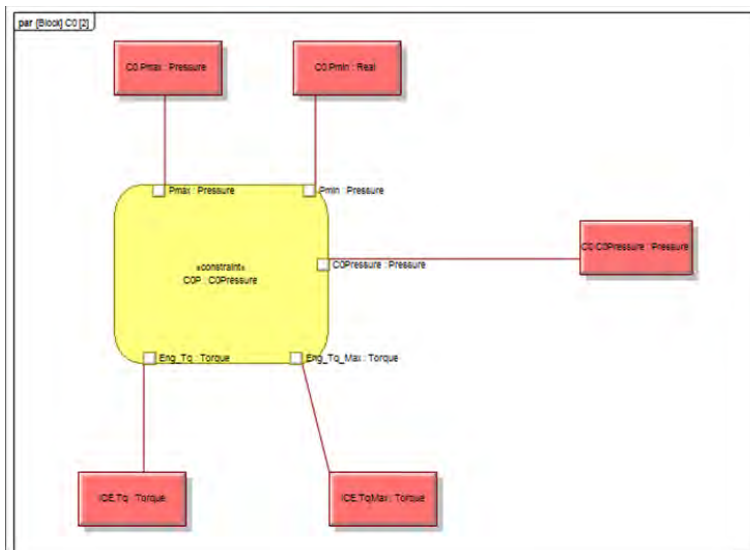 par [Block] C0 [2]
C0.Pmax : Pressure
C0.Pmin : Real
Pmax : Pressure
Pmin : Pressure
C0.C0Pressure : Pressure
C0Pressure : Pressure
«constraint»
C0P : C0Pressure
Eng_Tq : Torque
Eng_Tq_Max : Torque
ICE.Tq : Torque
ICE.TqMax : Torque